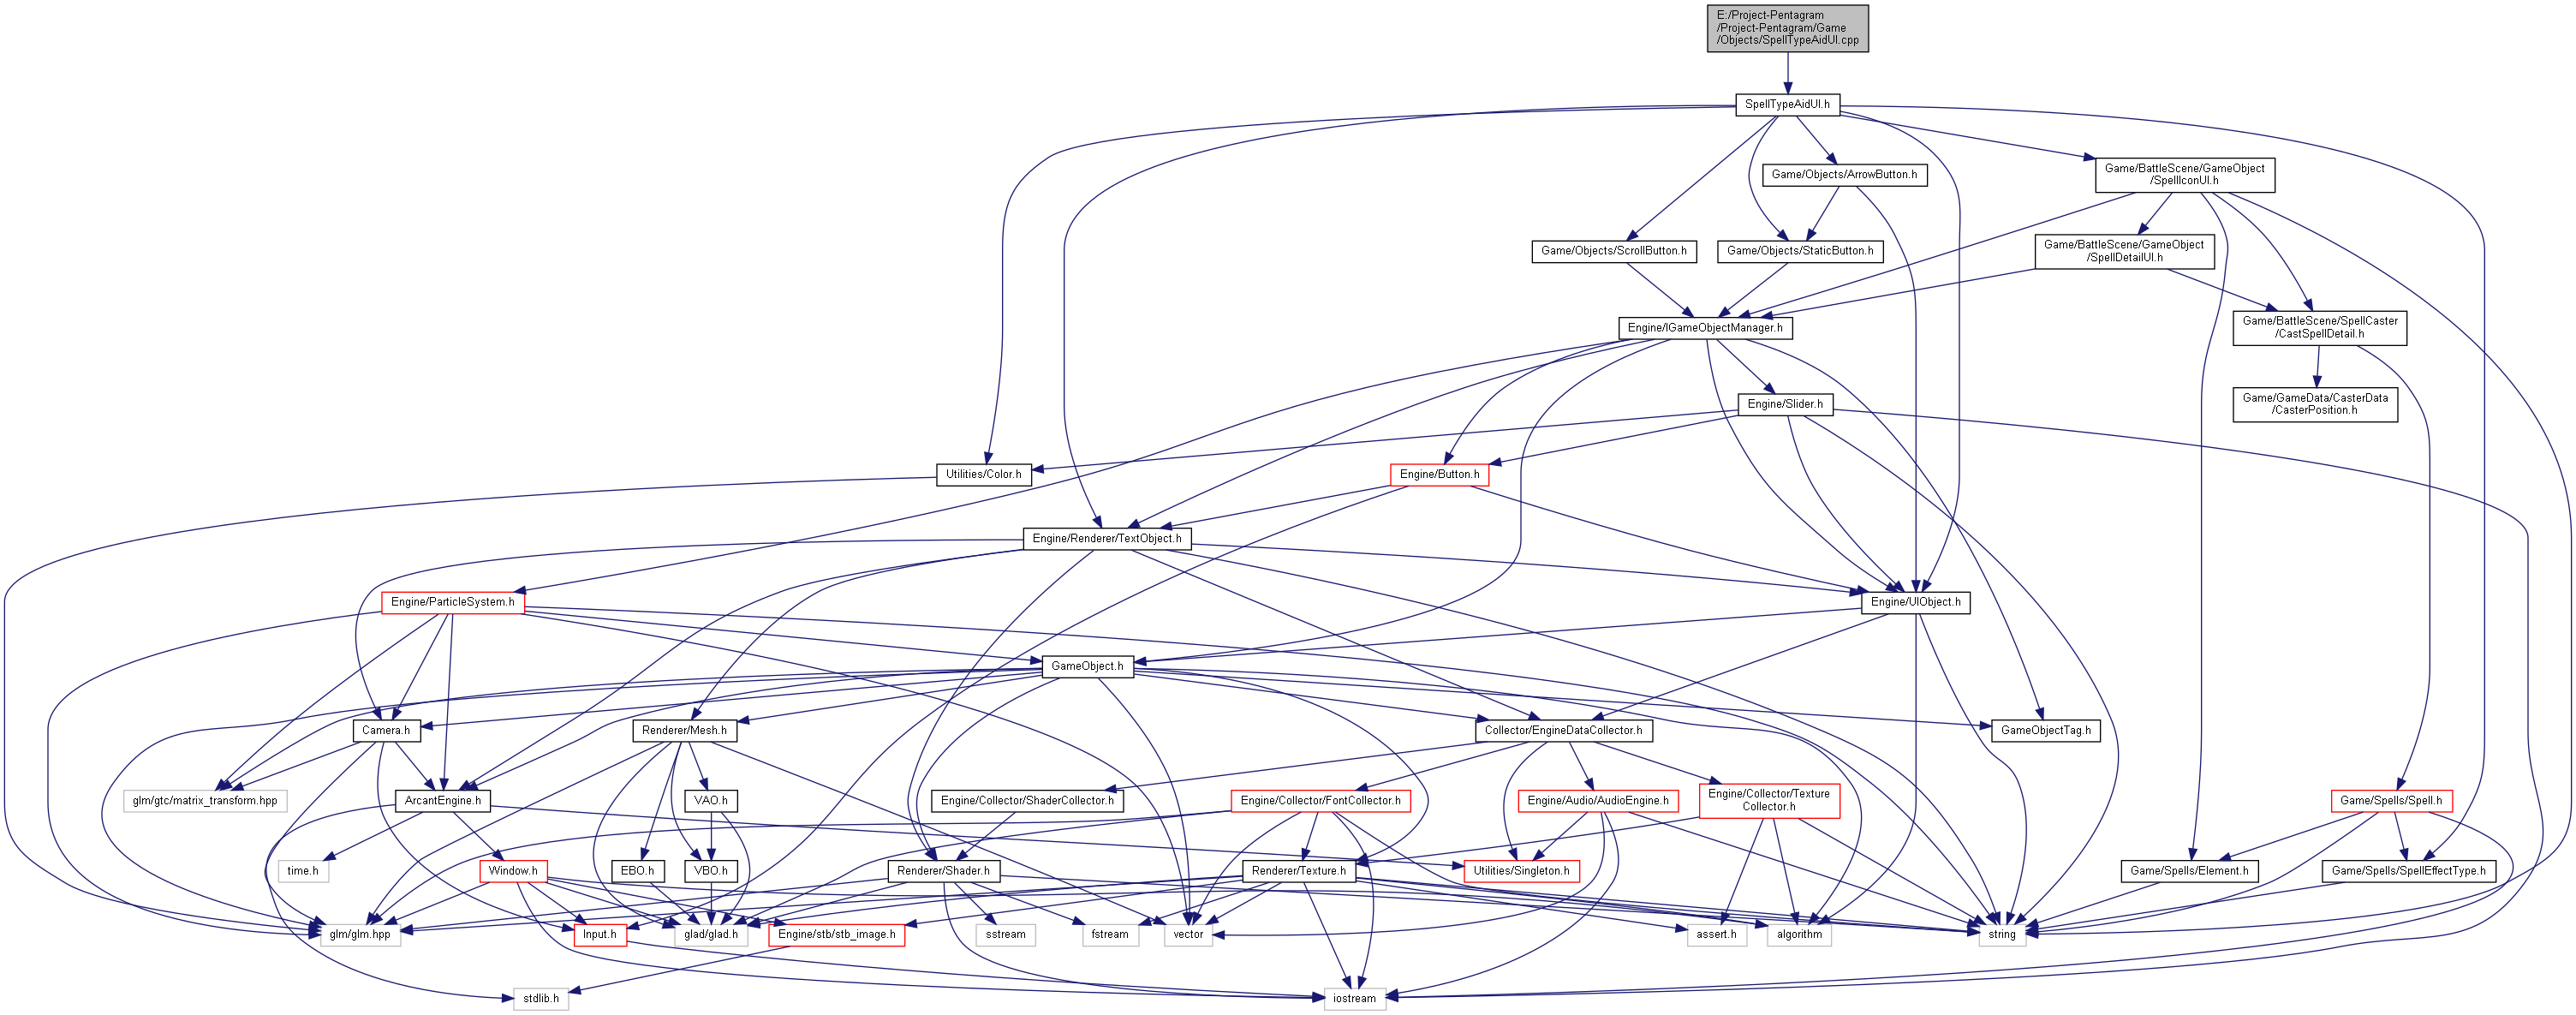 E:/Project-Pentagram
/Project-Pentagram/Game
/Objects/SpellTypeAidUI.cpp
SpellTypeAidUI.h
Game/BattleScene/GameObject
/SpellIconUI.h
Game/Objects/ArrowButton.h
Game/Objects/ScrollButton.h
Game/Objects/StaticButton.h
Game/BattleScene/GameObject
/SpellDetailUI.h
Engine/IGameObjectManager.h
Game/BattleScene/SpellCaster
/CastSpellDetail.h
Engine/Slider.h
Game/GameData/CasterData
/CasterPosition.h
Utilities/Color.h
Engine/Button.h
Engine/Renderer/TextObject.h
Engine/ParticleSystem.h
Engine/UIObject.h
GameObject.h
Camera.h
Renderer/Mesh.h
Collector/EngineDataCollector.h
GameObjectTag.h
glm/gtc/matrix_transform.hpp
ArcantEngine.h
VAO.h
Engine/Collector/ShaderCollector.h
Engine/Collector/FontCollector.h
Engine/Audio/AudioEngine.h
Engine/Collector/Texture
Collector.h
Game/Spells/Spell.h
time.h
Window.h
EBO.h
VBO.h
Renderer/Shader.h
Renderer/Texture.h
Utilities/Singleton.h
Game/Spells/Element.h
Game/Spells/SpellEffectType.h
glm/glm.hpp
Input.h
glad/glad.h
Engine/stb/stb_image.h
sstream
fstream
vector
assert.h
algorithm
string
stdlib.h
iostream